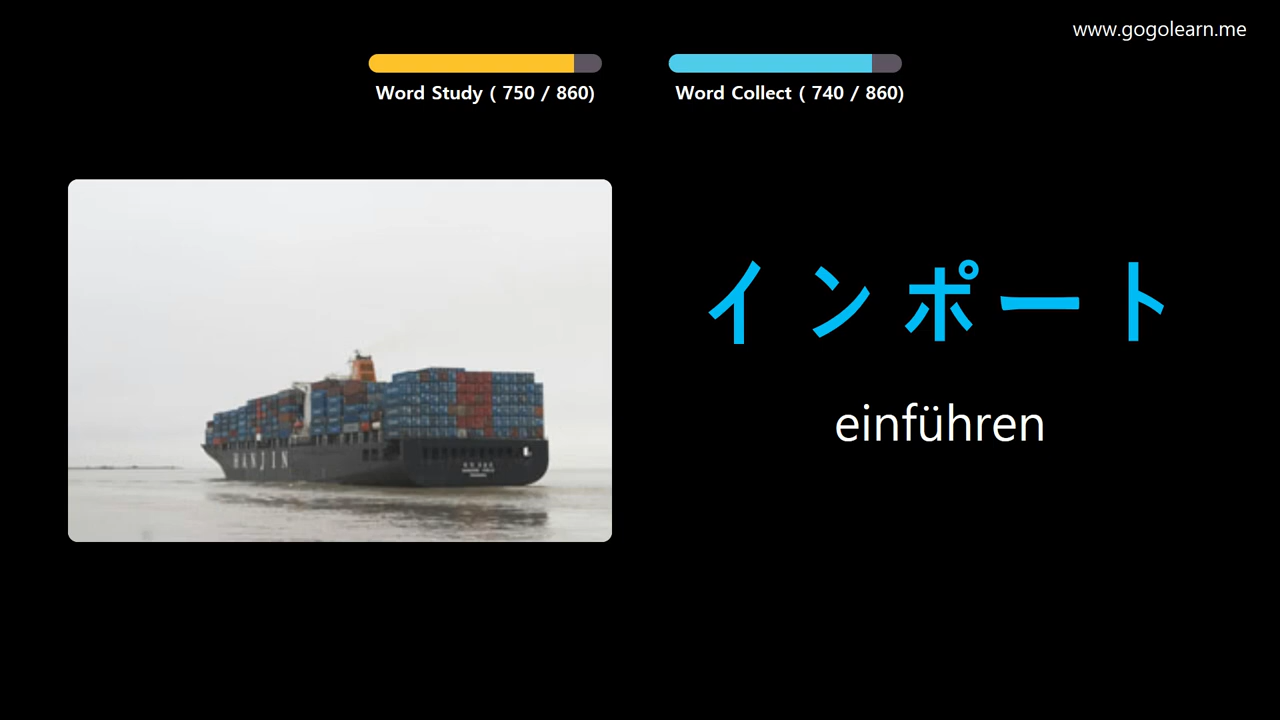 www.gogolearn.me
Word Study ( 750 / 860)
Word Collect ( 740 / 860)
インポート
einführen
HANJIN